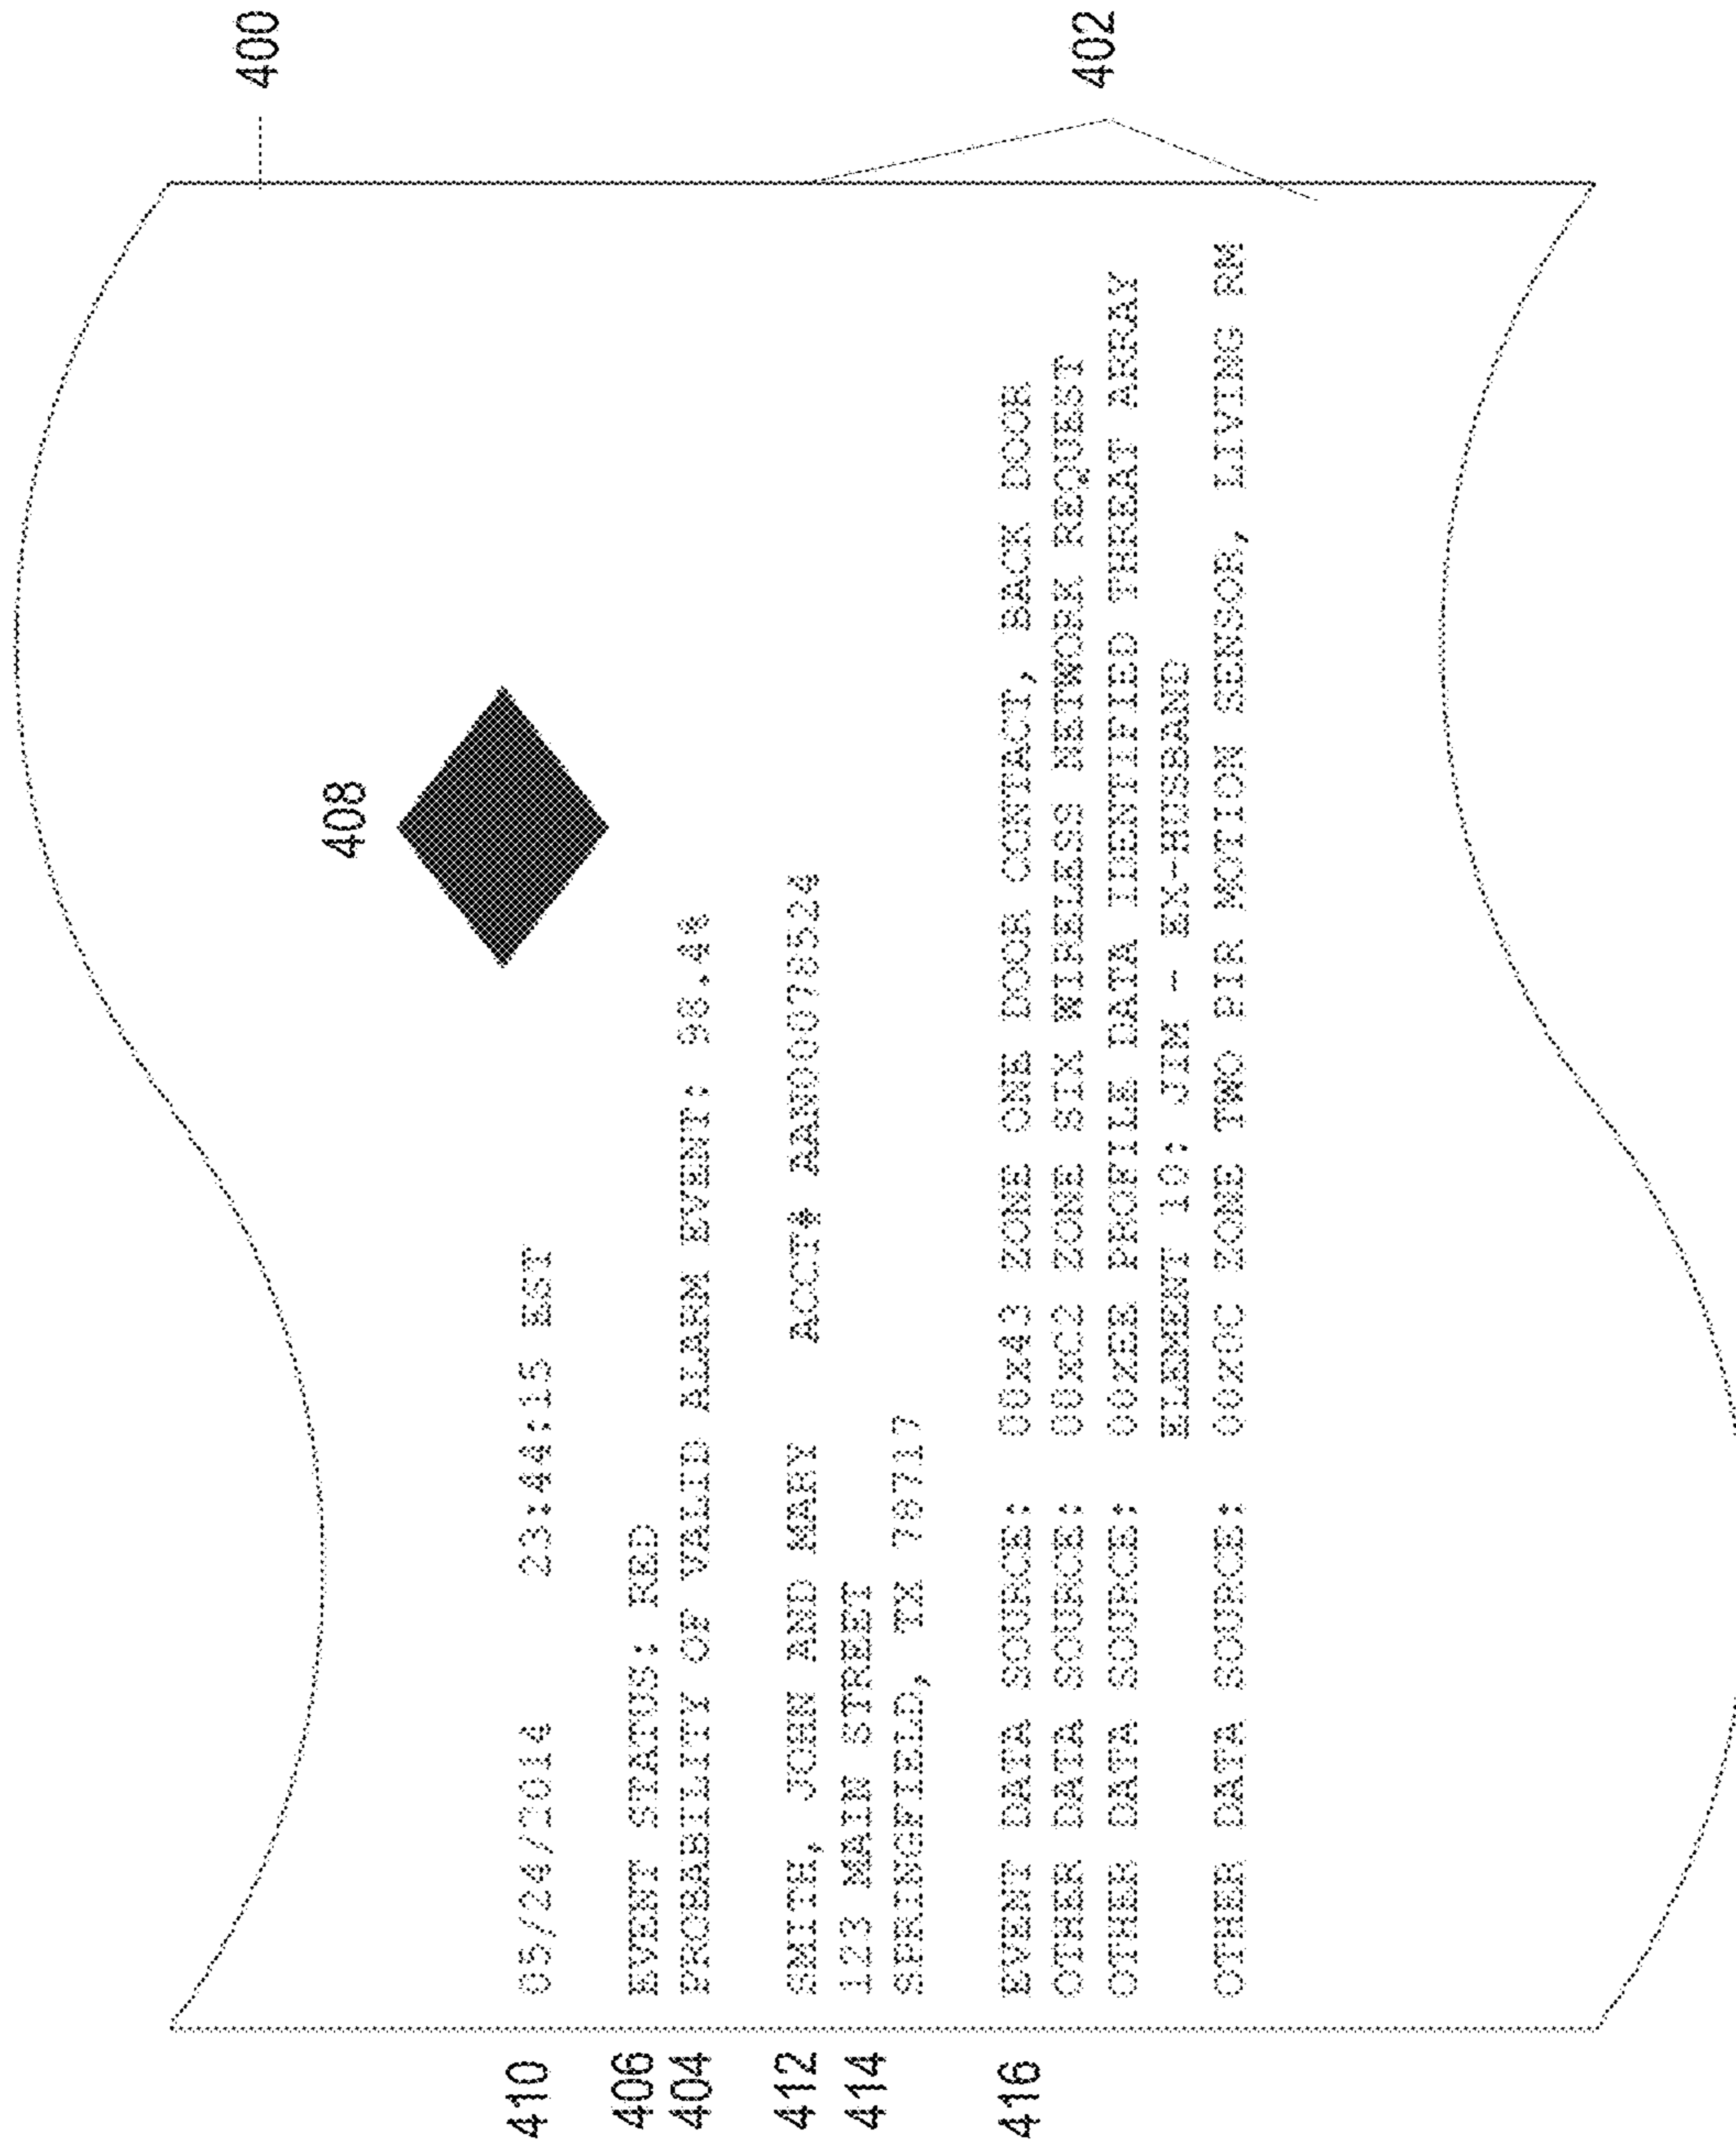 400
402
408
410 05/24/2014 23:44:15 EST
406 EVENT STATUS: RED
404 PROBABILITY OF VALID ALARM EVENT: 98.4%
412 SMITH, JOHN AND MARY ACCT# AAN00078524
414 123 MAIN STREET
SPRINGFIELD, TX 78717
416 EVENT DATA SOURCE: 00x43 ZONE ONE DOOR CONTACT, BACK DOOR
OTHER DATA SOURCE: 00xC2 ZONE SIX WIRELESS NETWORK REQUEST
OTHER DATA SOURCE: 00xEE PROFILE DATA IDENTIFIED THREAT ARRAY
ELEMENT 10: JIM - EX-HUSBAND
OTHER DATA SOURCE: 00x0C ZONE TWO PIR MOTION SENSOR, LIVING RM